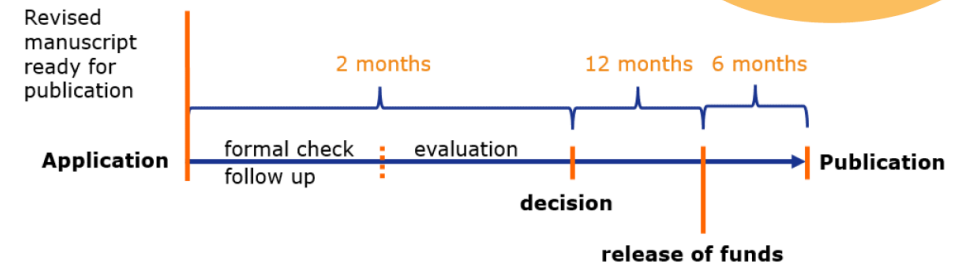 Revised
manuscript
ready for
publication
2 months
12 months
6 months
Application
formal check
evaluation
follow up
Publication
decision
release of funds